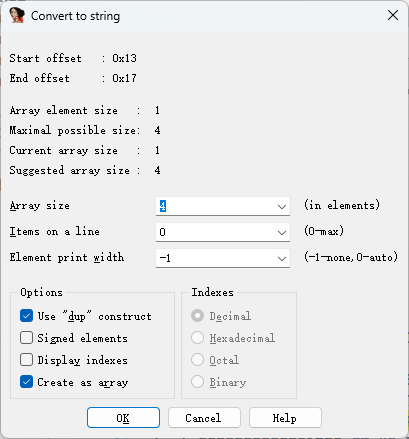 Convert to string
Start offset : 0x13
End offset : 0x17
Array element size : 1
Maximal possible size: 4
Current array size : 1
Suggested array size : 4
Array size 4 (in elements)
Items on a line 0 (0-max)
Element print width -1 (-1-none,0-auto)
Options Indexes
Use "dup" construct Decimal
Signed elements Hexadecimal
Display indexes Octal
Create as array Binary
OK Cancel Help